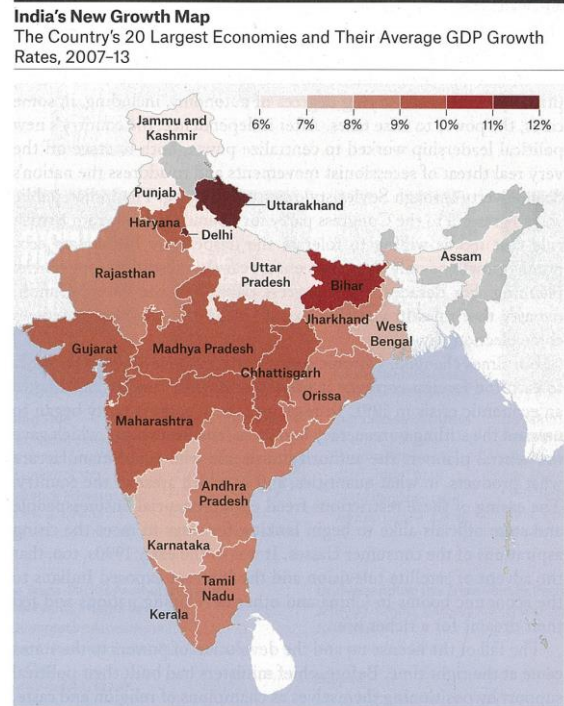 India's New Growth Map
The Country's 20 Largest Economies and Their Average GDP Growth
Rates, 2007–13
6% 7% 8% 9% 10% 11% 12%
Jammu and
Kashmir
Punjab
Uttarakhand
Haryana
Delhi
Rajasthan
Uttar
Pradesh
Assam
Bihar
Jharkhand
West
Bengal
Gujarat
Madhya Pradesh
Chhattisgarh
Orissa
Maharashtra
Andhra
Pradesh
Karnataka
Tamil
Nadu
Kerala